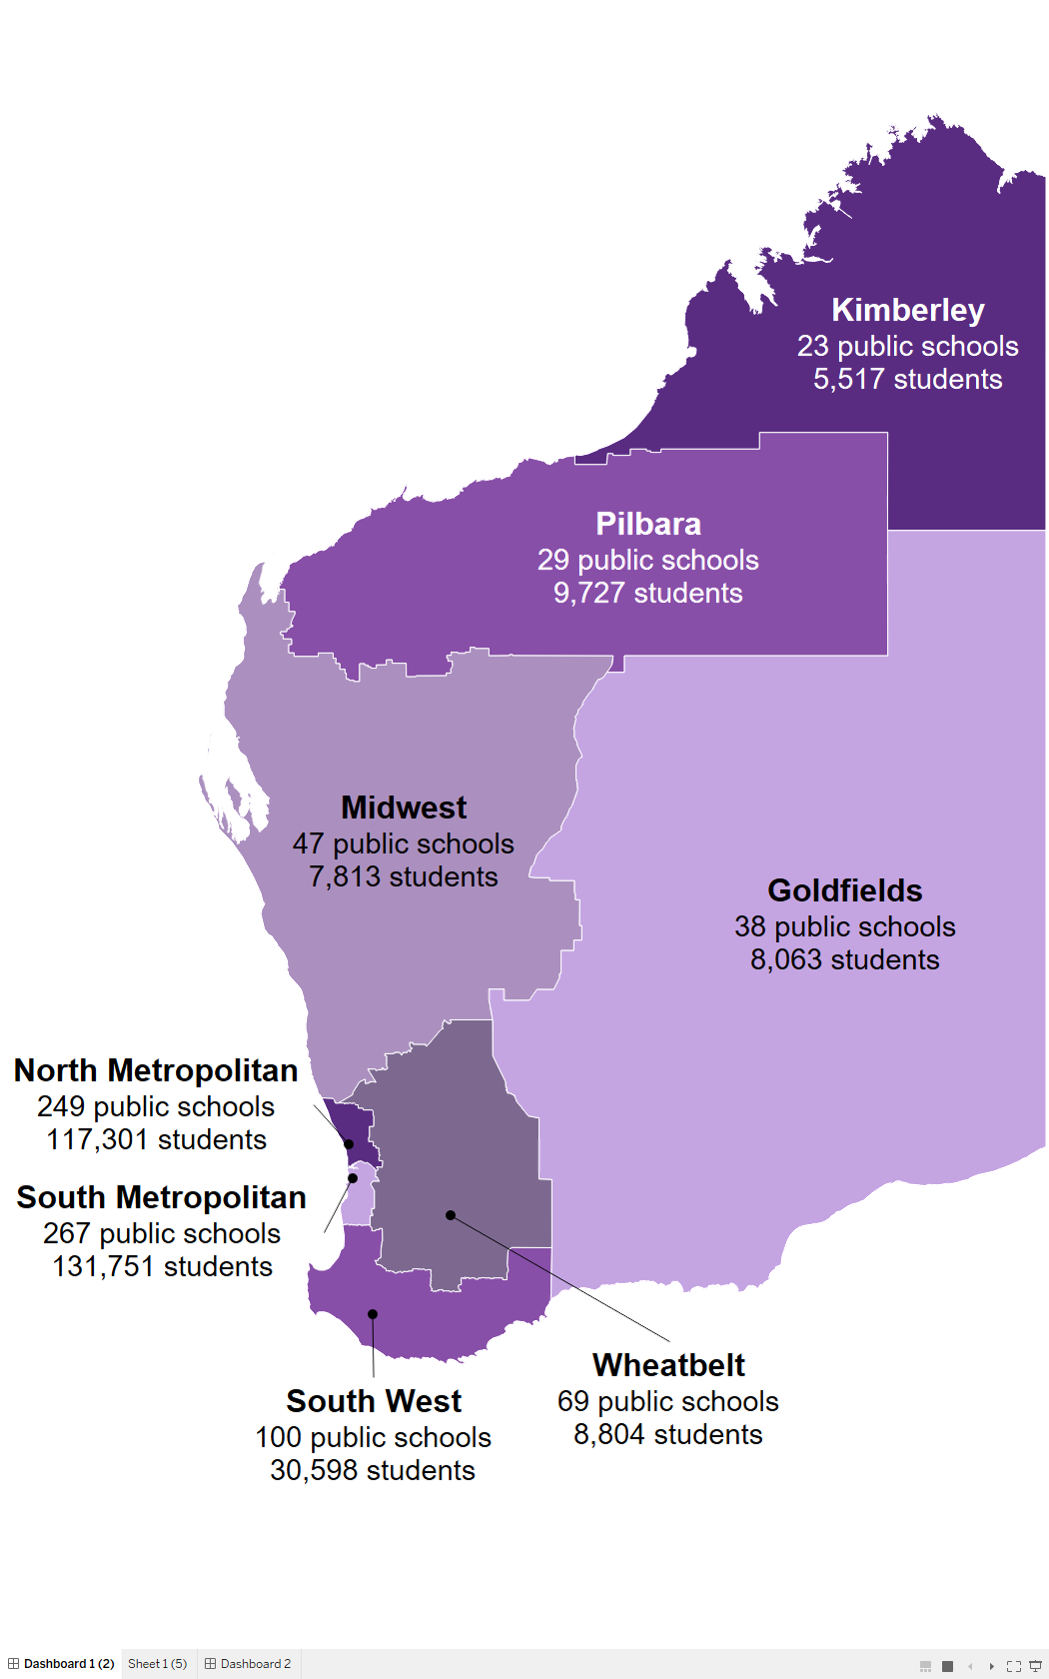 Kimberley
23 public schools
5,517 students
Pilbara
29 public schools
9,727 students
Midwest
47 public schools
7,813 students
Goldfields
38 public schools
8,063 students
North Metropolitan
249 public schools
117,301 students
South Metropolitan
267 public schools
131,751 students
Wheatbelt
69 public schools
8,804 students
South West
100 public schools
30,598 students
Dashboard 1 (2)
Sheet 1 (5)
Dashboard 2